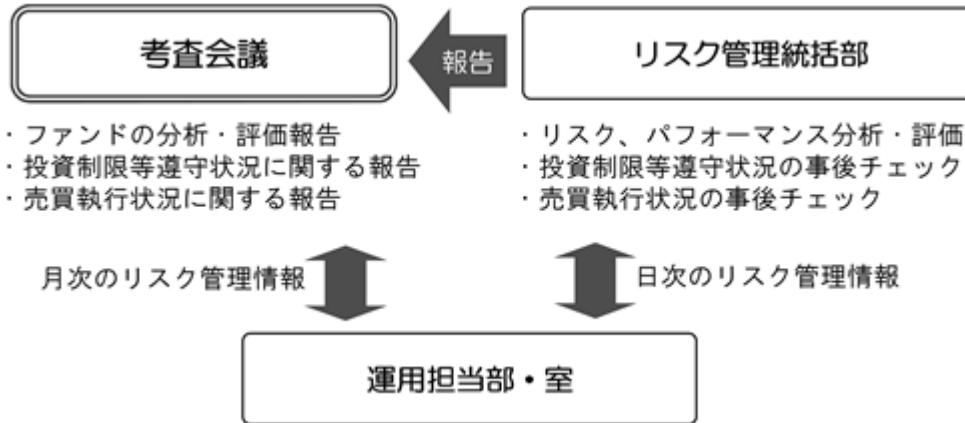 考査会議
報告
リスク管理統括部
・ファンドの分析・評価報告
・投資制限等遵守状況に関する報告
・売買執行状況に関する報告
・リスク、パフォーマンス分析・評価
・投資制限等遵守状況の事後チェック
・売買執行状況の事後チェック
月次のリスク管理情報
日次のリスク管理情報
運用担当部・室